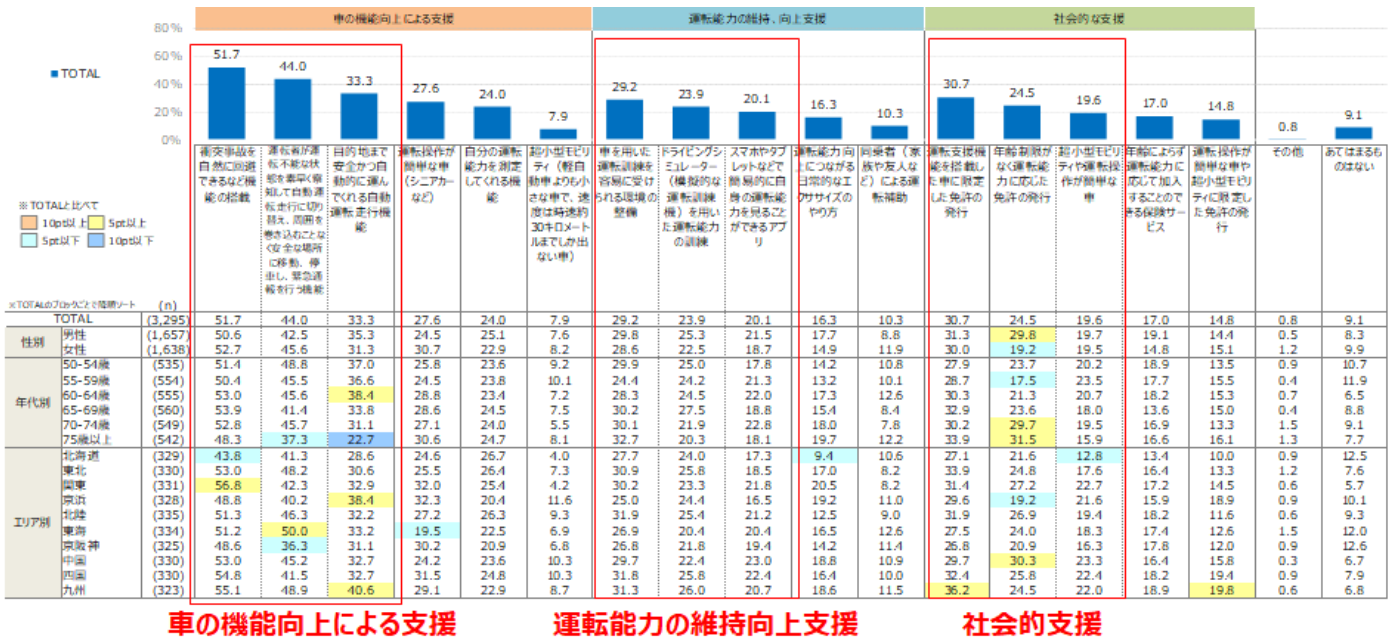 車の機能向上による支援
運転能力の維持、向上支援
社会的な支援
80%
60%
40%
20%
0%
■TOTAL
51.7 44.0 33.3 27.6 24.0 7.9 29.2 23.9 20.1 16.3 10.3 30.7 24.5 19.6 17.0 14.8 0.8 9.1
衝突事故を
自然に回避
できるなど機
能の搭載
運転者が運
転不能な状
態を素早く察
知して自動運
転走行に切り
替え、周囲を
巻き込むことな
く安全な場所
に移動、停
車し、緊急通
報を行う機能
目的地まで
安全かつ自
動的に運ん
でくれる自動
運転走行機
能
運転操作が
簡単な車
(シニアカー
など)
自分の運転
能力を測定
してくれる機
能
超小型モビリ
ティ(軽自
動車よりも小
さな車で、速
度は時速約
30キロメート
ルまでしか出
ない車)
車を用いた
運転訓練を
容易に受け
られる環境の
整備
ドライビングシ
ミュレーター
(模擬的な
運転訓練
機)を用い
た運転能力
の訓練
スマホやタブ
レットなどで
簡易的に自
身の運転能
力を見ること
ができるアプ
リ
運転能力向
上につながる
日常的なエ
クササイズの
やり方
同乗者(家
族や友人な
ど)による運
転補助
運転支援機
能を搭載し
た車に限定
した免許の
発行
年齢制限が
なく運転能
力に応じた
免許の発行
超小型モビリ
ティや運転操
作が簡単な
車
年齢によらず
運転能力に
応じて加入
することので
きる保険サー
ビス
運転操作が
簡単な車や
超小型モビリ
ティに限定し
た免許の発
行
その他
あてはまるも
のはない
※TOTALと比べて
10pt以上 5pt以上
5pt以下 10pt以下
※TOTALのブロックごとで降順ソート (n)
TOTAL (3,295) 51.7 44.0 33.3 27.6 24.0 7.9 29.2 23.9 20.1 16.3 10.3 30.7 24.5 19.6 17.0 14.8 0.8 9.1
性別
男性 (1,657) 50.6 42.5 35.3 24.5 25.1 7.6 29.8 25.3 21.5 17.7 8.8 31.3 29.8 19.7 19.1 14.4 0.5 8.3
女性 (1,638) 52.7 45.6 31.3 30.7 22.9 8.2 28.6 22.5 18.7 14.9 11.9 30.0 19.2 19.5 14.8 15.1 1.2 9.9
年代別
50-54歳 (535) 51.4 48.8 37.0 25.8 23.6 9.2 29.9 25.0 17.8 14.2 10.8 27.9 23.7 20.2 18.9 13.5 0.9 10.7
55-59歳 (554) 50.4 45.5 36.6 24.5 23.8 10.1 24.4 24.2 21.3 13.2 10.1 28.7 17.5 23.5 17.7 15.5 0.4 11.9
60-64歳 (555) 53.0 45.6 38.4 28.8 23.4 7.2 28.3 24.5 22.0 17.3 12.6 30.3 21.3 20.7 18.2 15.3 0.7 6.5
65-69歳 (560) 53.9 41.4 33.8 28.6 24.5 7.5 30.2 27.5 18.8 15.4 8.4 32.9 23.6 18.0 13.6 15.0 0.4 8.8
70-74歳 (549) 52.8 45.7 31.1 27.1 24.0 5.5 30.1 21.9 22.8 18.0 7.8 30.2 29.7 19.5 16.9 13.3 1.5 9.1
75歳以上 (542) 48.3 37.3 22.7 30.6 24.7 8.1 32.7 20.3 18.1 19.7 12.2 33.9 31.5 15.9 16.6 16.1 1.3 7.7
エリア別
北海道 (329) 43.8 41.3 28.6 24.6 26.7 4.0 27.7 24.0 17.3 9.4 10.6 27.1 21.6 12.8 13.4 10.0 0.9 12.5
東北 (330) 53.0 48.2 30.6 25.5 26.4 7.3 30.9 25.8 18.5 17.0 8.2 33.9 24.8 17.6 16.4 13.3 1.2 7.6
関東 (331) 56.8 42.3 32.9 32.0 25.4 4.2 30.2 23.3 21.8 20.5 8.2 31.4 27.2 22.7 17.2 14.5 0.6 5.7
京浜 (328) 48.8 40.2 38.4 32.3 20.4 11.6 25.0 24.4 16.5 19.2 11.0 29.6 19.2 21.6 15.9 18.9 0.9 10.1
北陸 (335) 51.3 46.3 32.2 27.2 26.3 9.3 31.9 25.4 21.2 12.5 9.0 31.9 26.9 19.4 18.2 11.6 0.6 9.3
東海 (334) 51.2 50.0 33.2 19.5 22.5 6.9 26.9 20.4 20.4 16.5 12.6 27.5 24.0 18.3 17.4 12.6 1.5 12.0
京阪神 (325) 48.6 36.3 31.1 30.2 20.9 6.8 26.8 21.8 19.4 14.2 11.4 26.8 20.9 16.3 17.8 12.0 0.9 12.6
中国 (330) 53.0 45.2 32.7 24.2 23.6 10.3 29.7 22.4 23.0 18.8 10.9 29.7 30.3 23.3 16.4 15.8 0.3 6.7
四国 (330) 54.8 41.5 32.7 31.5 24.8 10.3 31.8 25.8 22.4 16.4 10.0 32.4 25.8 22.4 18.2 19.4 0.9 7.9
九州 (323) 55.1 48.9 40.6 29.1 22.9 8.7 31.3 26.0 20.7 18.6 11.5 36.2 24.5 22.0 18.9 19.8 0.6 6.8
車の機能向上による支援
運転能力の維持向上支援
社会的支援